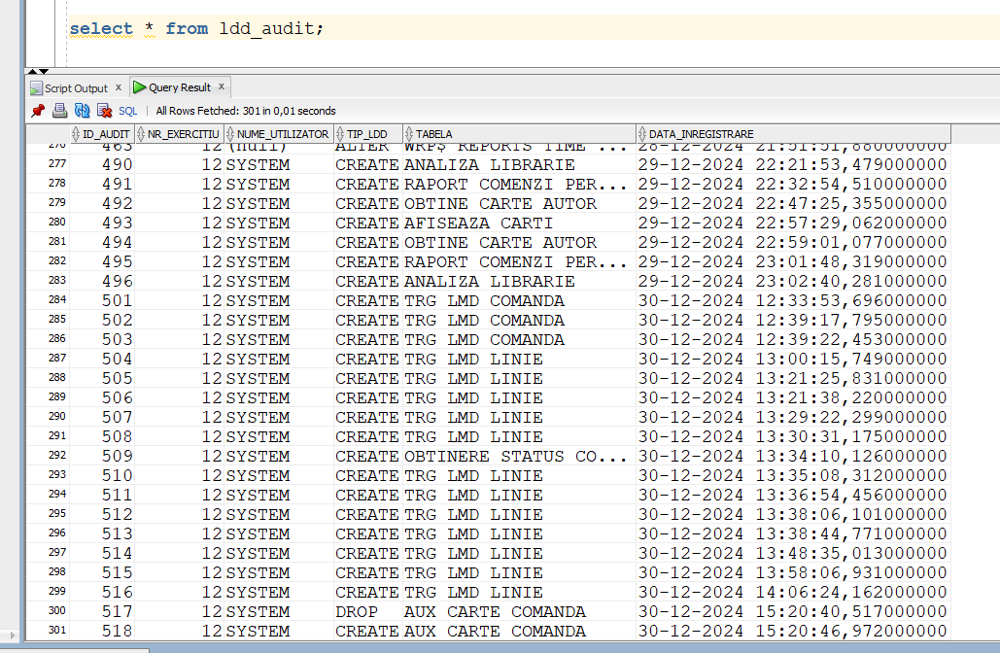 select * from ldd_audit;
Script Output x Query Result x
SQL | All Rows Fetched: 301 in 0,01 seconds
ID_AUDIT NR_EXERCITIU NUME_UTILIZATOR TIP_LDD TABELA DATA_INREGISTRARE
276 463 12 (null) ALTER WRP$ REPORTS TIME ... 28-12-2024 21:51:51,880000000
277 490 12 SYSTEM CREATE ANALIZA LIBRARIE 29-12-2024 22:21:53,479000000
278 491 12 SYSTEM CREATE RAPORT COMENZI PER... 29-12-2024 22:32:54,510000000
279 492 12 SYSTEM CREATE OBTINE CARTE AUTOR 29-12-2024 22:47:25,355000000
280 493 12 SYSTEM CREATE AFISEAZA CARTI 29-12-2024 22:57:29,062000000
281 494 12 SYSTEM CREATE OBTINE CARTE AUTOR 29-12-2024 22:59:01,077000000
282 495 12 SYSTEM CREATE RAPORT COMENZI PER... 29-12-2024 23:01:48,319000000
283 496 12 SYSTEM CREATE ANALIZA LIBRARIE 29-12-2024 23:02:40,281000000
284 501 12 SYSTEM CREATE TRG LMD COMANDA 30-12-2024 12:33:53,696000000
285 502 12 SYSTEM CREATE TRG LMD COMANDA 30-12-2024 12:39:17,795000000
286 503 12 SYSTEM CREATE TRG LMD COMANDA 30-12-2024 12:39:22,453000000
287 504 12 SYSTEM CREATE TRG LMD LINIE 30-12-2024 13:00:15,749000000
288 505 12 SYSTEM CREATE TRG LMD LINIE 30-12-2024 13:21:25,831000000
289 506 12 SYSTEM CREATE TRG LMD LINIE 30-12-2024 13:21:38,220000000
290 507 12 SYSTEM CREATE TRG LMD LINIE 30-12-2024 13:29:22,299000000
291 508 12 SYSTEM CREATE TRG LMD LINIE 30-12-2024 13:30:31,175000000
292 509 12 SYSTEM CREATE OBTINERE STATUS CO... 30-12-2024 13:34:10,126000000
293 510 12 SYSTEM CREATE TRG LMD LINIE 30-12-2024 13:35:08,312000000
294 511 12 SYSTEM CREATE TRG LMD LINIE 30-12-2024 13:36:54,456000000
295 512 12 SYSTEM CREATE TRG LMD LINIE 30-12-2024 13:38:06,101000000
296 513 12 SYSTEM CREATE TRG LMD LINIE 30-12-2024 13:38:44,771000000
297 514 12 SYSTEM CREATE TRG LMD LINIE 30-12-2024 13:48:35,013000000
298 515 12 SYSTEM CREATE TRG LMD LINIE 30-12-2024 13:58:06,931000000
299 516 12 SYSTEM CREATE TRG LMD LINIE 30-12-2024 14:06:24,162000000
300 517 12 SYSTEM DROP AUX CARTE COMANDA 30-12-2024 15:20:40,517000000
301 518 12 SYSTEM CREATE AUX CARTE COMANDA 30-12-2024 15:20:46,972000000